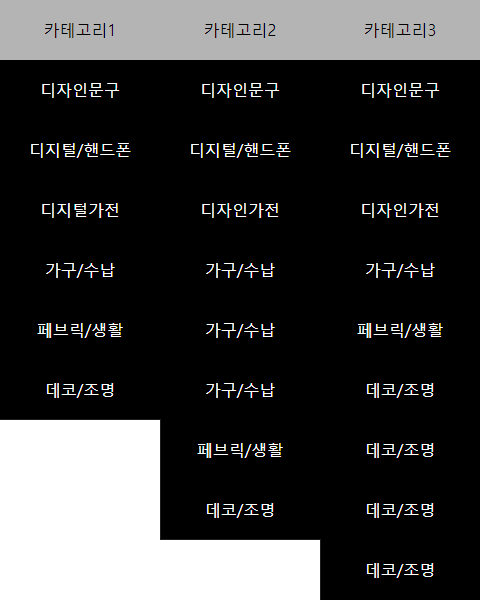 카테고리1 카테고리2 카테고리3
디자인문구 디자인문구 디자인문구
디지털/핸드폰 디지털/핸드폰 디지털/핸드폰
디지털가전 디자인가전 디자인가전
가구/수납 가구/수납 가구/수납
페브릭/생활 가구/수납 페브릭/생활
데코/조명 가구/수납 데코/조명
페브릭/생활 데코/조명
데코/조명 데코/조명
데코/조명